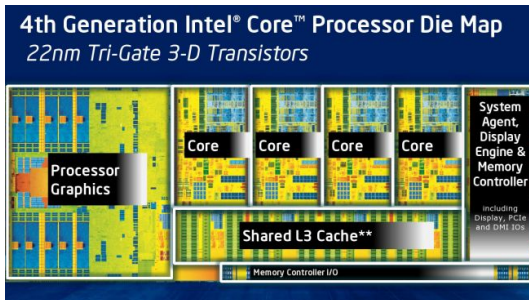 4th Generation Intel® Core™ Processor Die Map
22nm Tri-Gate 3-D Transistors
Processor
Graphics
Core
Core
Core
Core
System
Agent,
Display
Engine &
Memory
Controller
including
Display, PCIe
and DMI IOs
Shared L3 Cache**
Memory Controller I/O